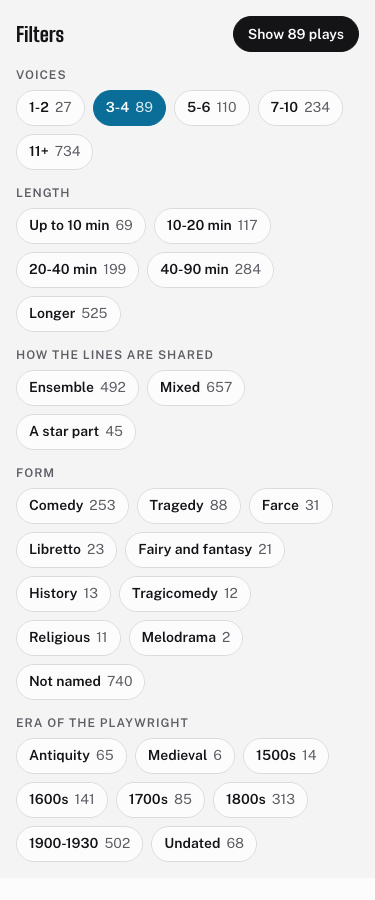 Filters
Show 89 plays
VOICES
1-2 27 3-4 89 5-6 110 7-10 234
11+ 734
LENGTH
Up to 10 min 69 10-20 min 117
20-40 min 199 40-90 min 284
Longer 525
HOW THE LINES ARE SHARED
Ensemble 492 Mixed 657
A star part 45
FORM
Comedy 253 Tragedy 88 Farce 31
Libretto 23 Fairy and fantasy 21
History 13 Tragicomedy 12
Religious 11 Melodrama 2
Not named 740
ERA OF THE PLAYWRIGHT
Antiquity 65 Medieval 6 1500s 14
1600s 141 1700s 85 1800s 313
1900-1930 502 Undated 68